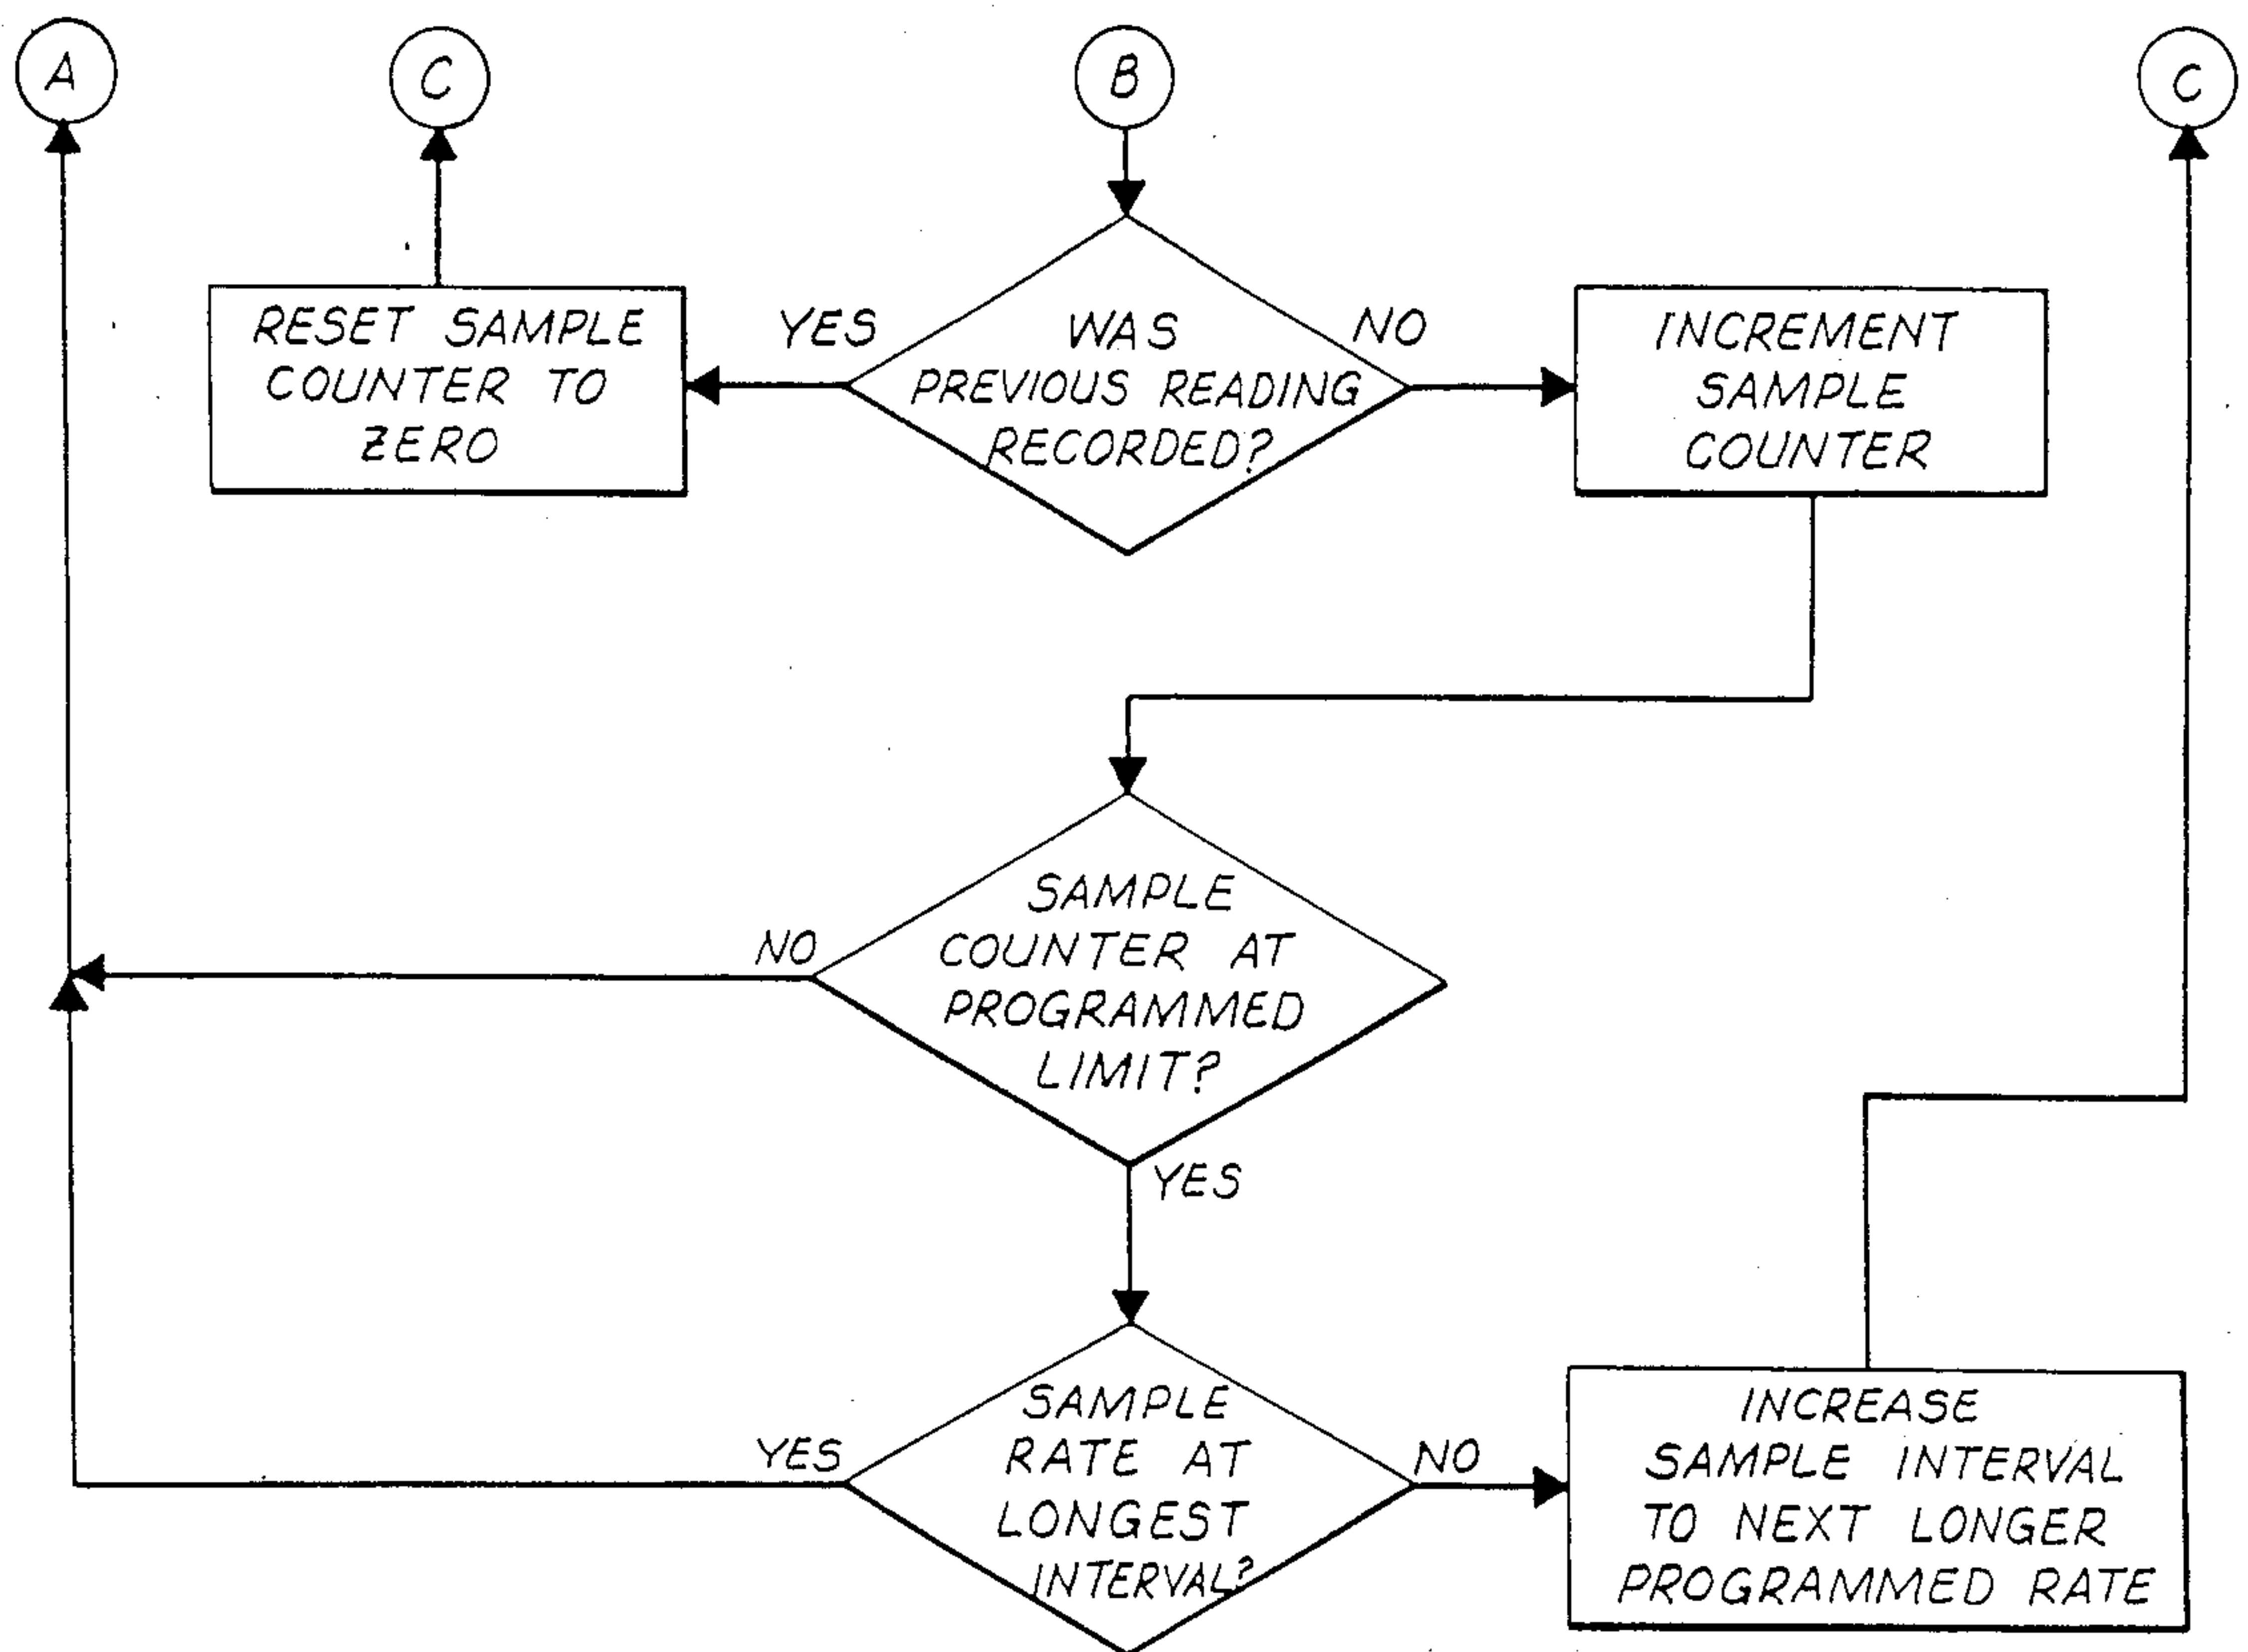 A
C
B
C
RESET SAMPLE
COUNTER TO
ZERO
YES
WAS
PREVIOUS READING
RECORDED?
NO
INCREMENT
SAMPLE
COUNTER
NO
SAMPLE
COUNTER AT
PROGRAMMED
LIMIT?
YES
YES
SAMPLE
RATE AT
LONGEST
INTERVAL?
NO
INCREASE
SAMPLE INTERVAL
TO NEXT LONGER
PROGRAMMED RATE